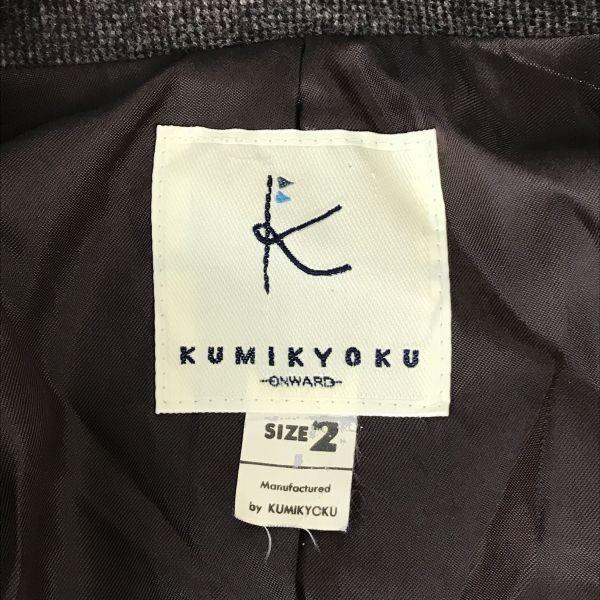 K
KUMIKYOKU
-ONWARD-
SIZE 2
Manufactured
by KUMIKYOKU